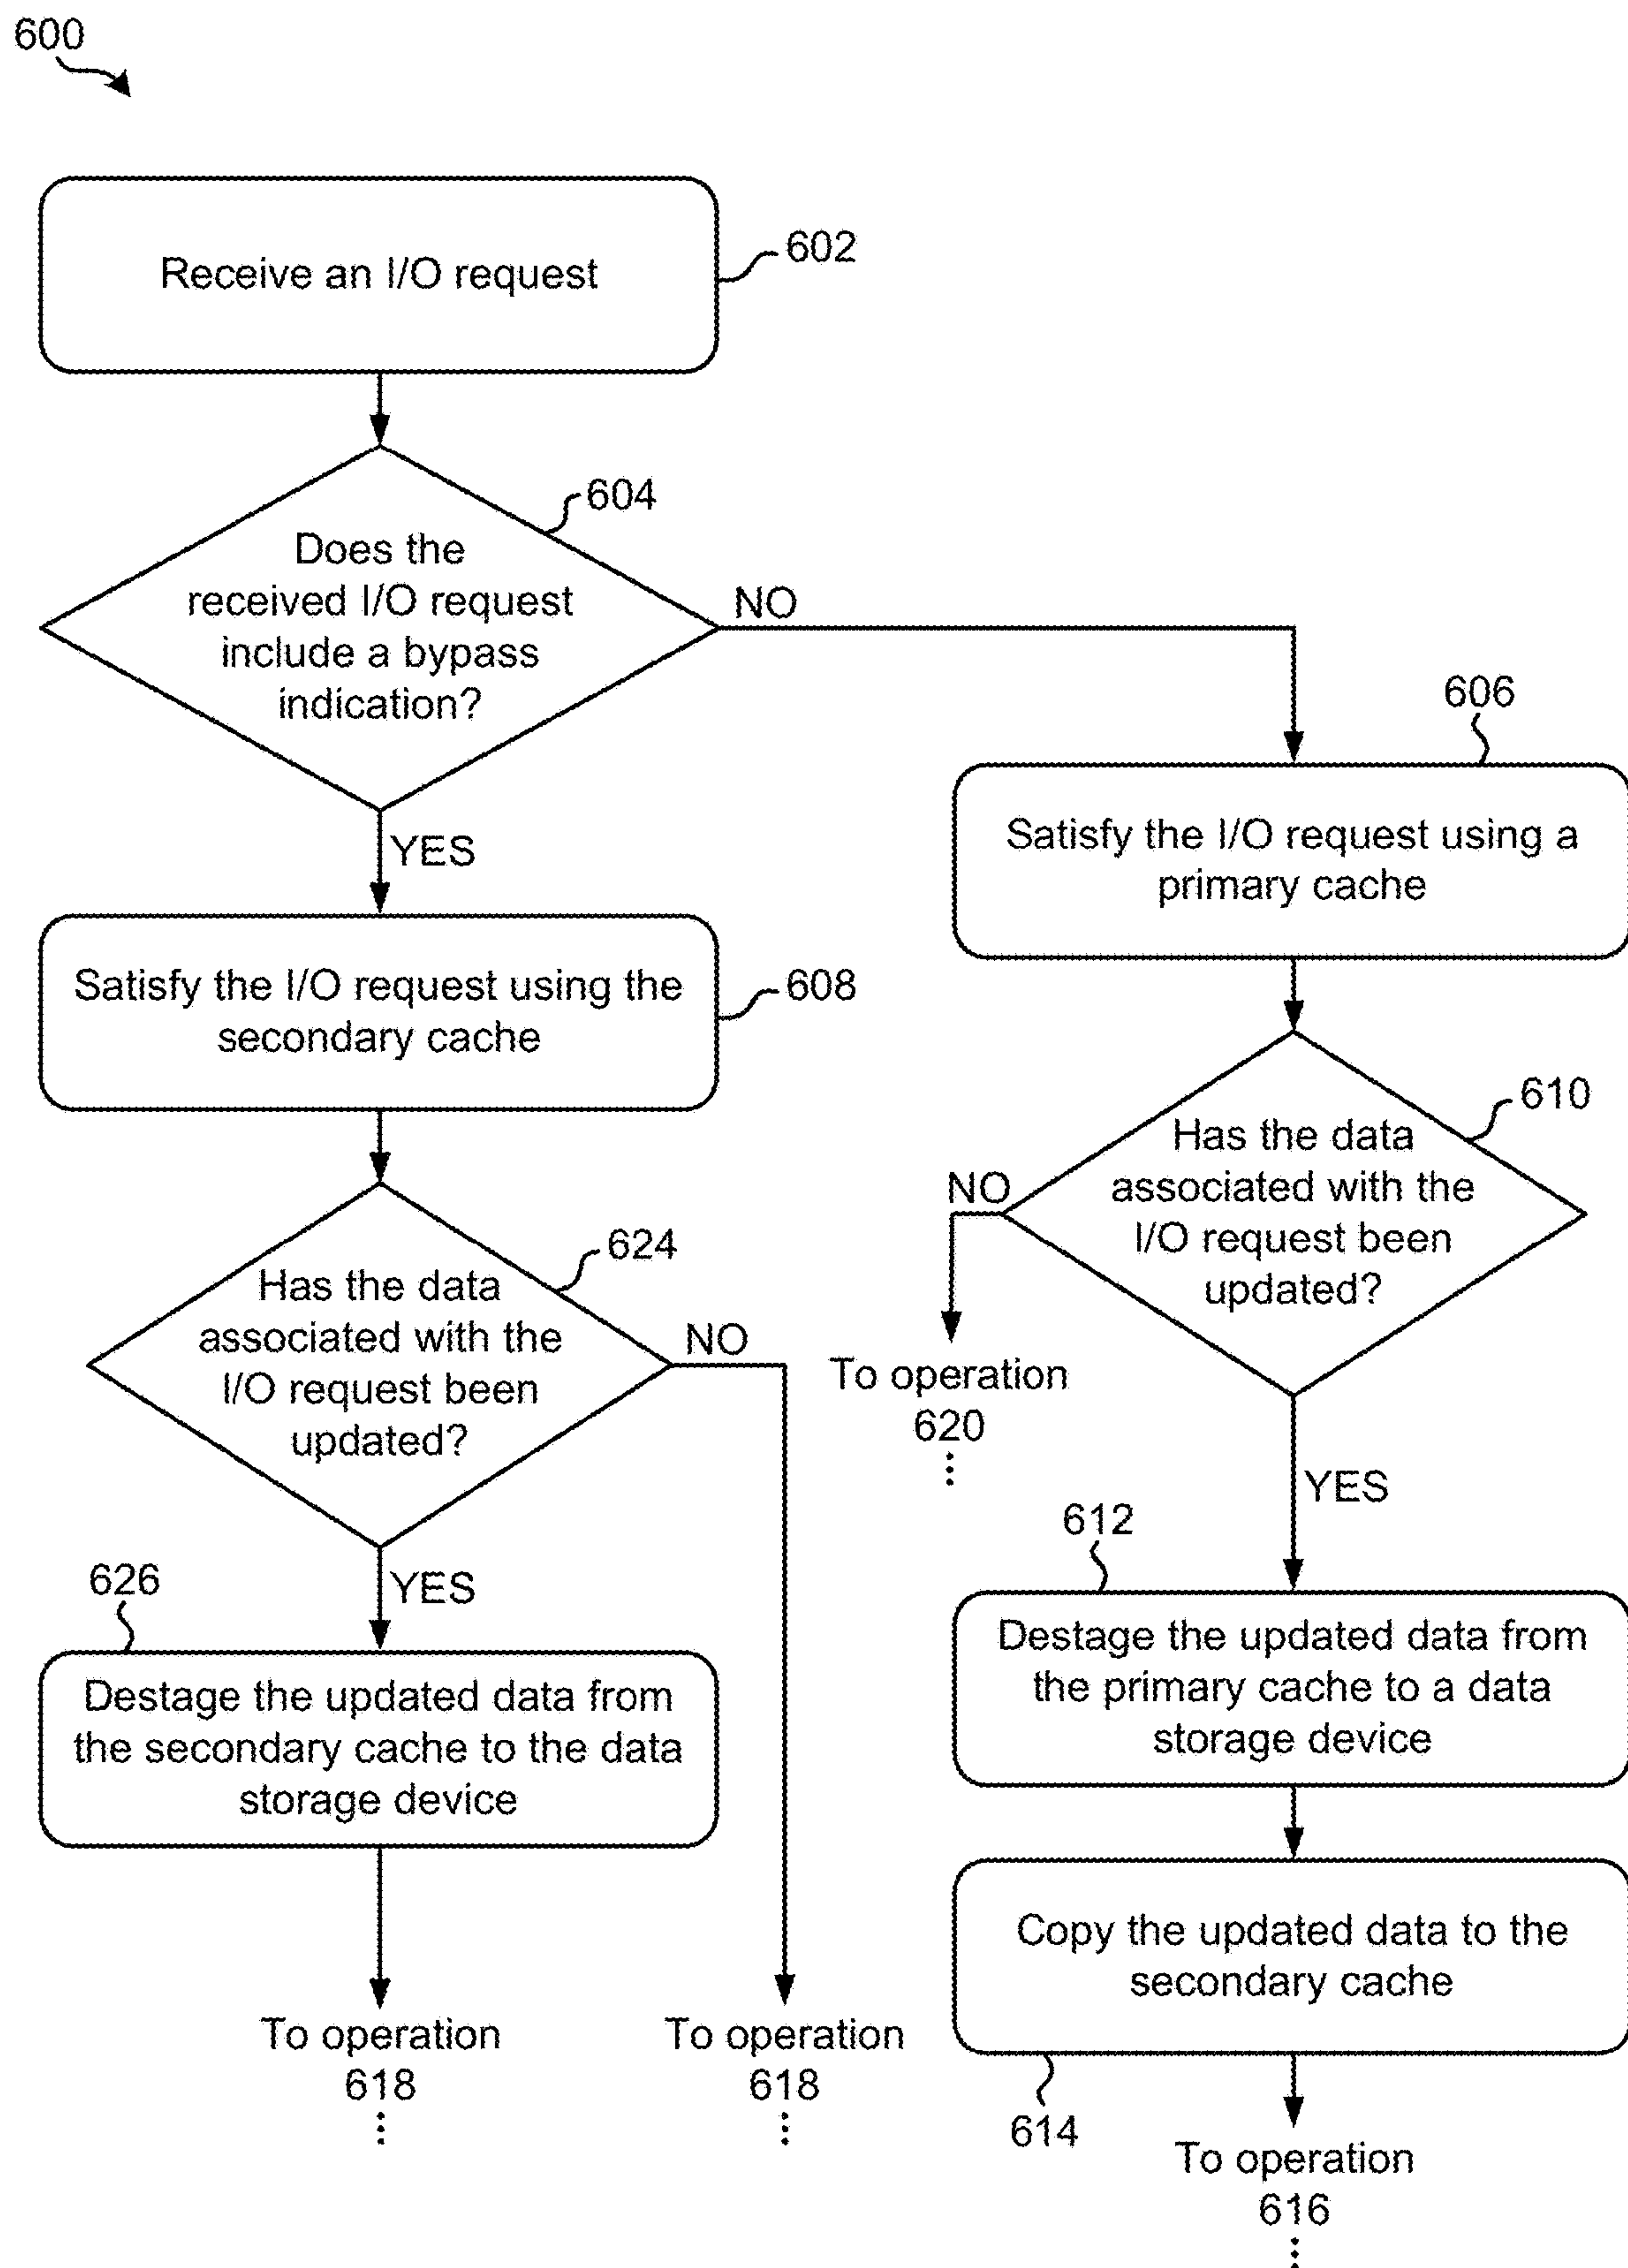 600
Receive an I/O request
602
604
Does the
received I/O request
include a bypass
indication?
NO
YES
606
Satisfy the I/O request using a
primary cache
Satisfy the I/O request using the
secondary cache
608
610
Has the data
associated with the
I/O request been
updated?
NO
To operation
620
YES
624
Has the data
associated with the
I/O request been
updated?
NO
YES
626
Destage the updated data from
the secondary cache to the data
storage device
612
Destage the updated data from
the primary cache to a data
storage device
Copy the updated data to the
secondary cache
614
To operation
618
To operation
618
To operation
616